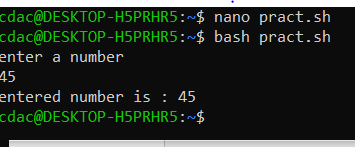 cdac@DESKTOP-H5PRHR5:~$ nano pract.sh
cdac@DESKTOP-H5PRHR5:~$ bash pract.sh
enter a number
45
entered number is : 45
cdac@DESKTOP-H5PRHR5:~$